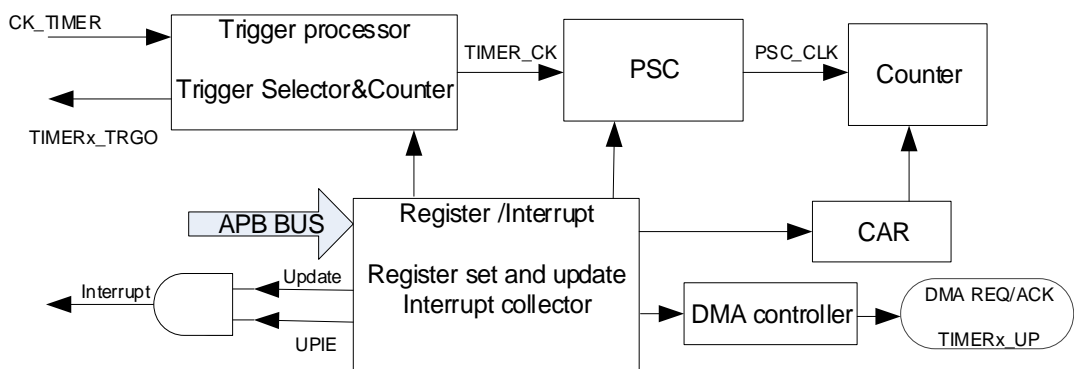 CK_TIMER
Trigger processor
Trigger Selector&Counter
TIMERx_TRGO
TIMER_CK
PSC
PSC_CLK
Counter
APB BUS
Register /Interrupt
Register set and update
Interrupt collector
CAR
Interrupt
Update
UPIE
DMA controller
DMA REQ/ACK
TIMERx_UP